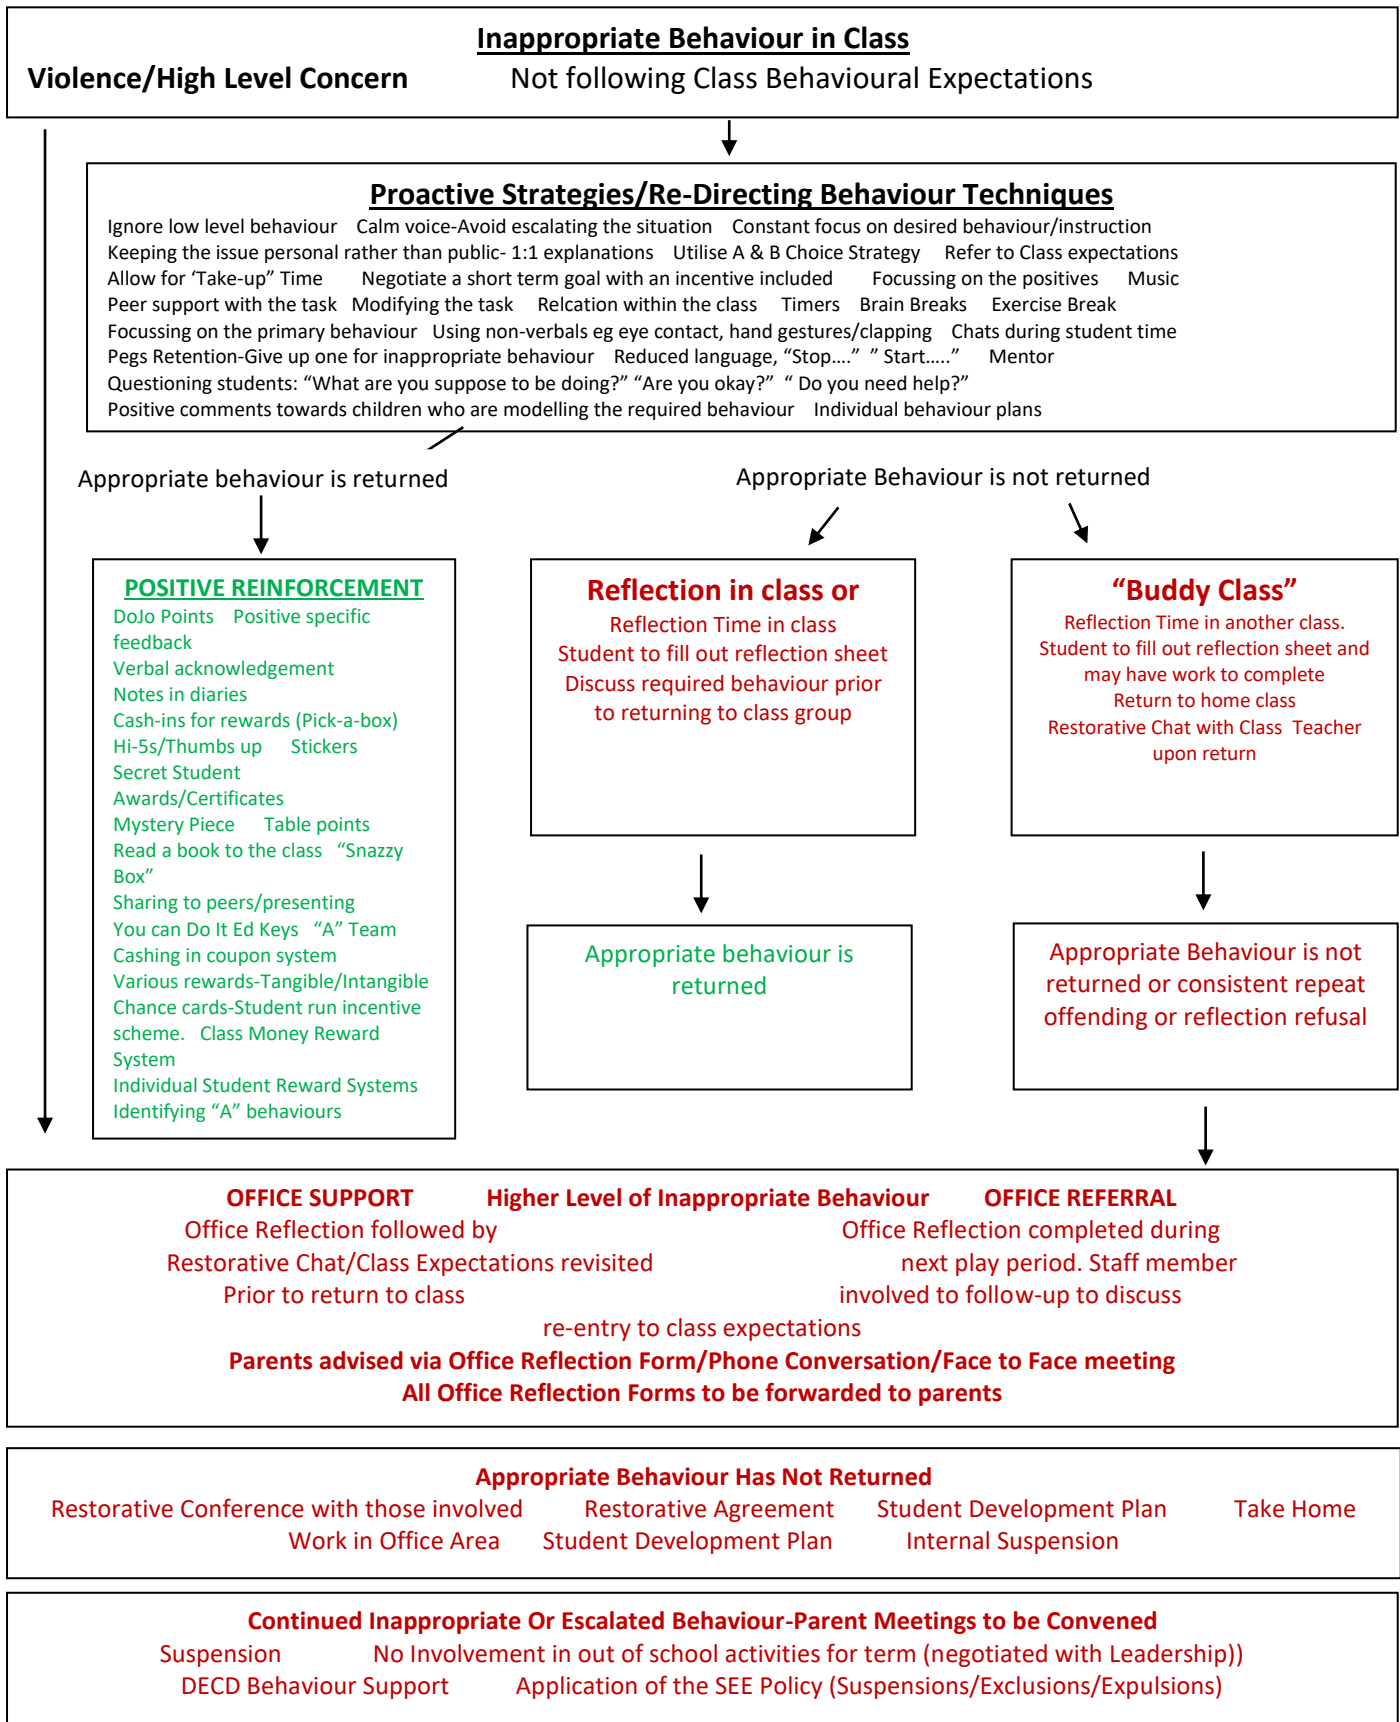 Inappropriate Behaviour in Class
Violence/High Level Concern Not following Class Behavioural Expectations
Proactive Strategies/Re-Directing Behaviour Techniques
Ignore low level behaviour Calm voice-Avoid escalating the situation Constant focus on desired behaviour/instruction
Keeping the issue personal rather than public- 1:1 explanations Utilise A & B Choice Strategy Refer to Class expectations
Allow for ‘Take-up” Time Negotiate a short term goal with an incentive included Focussing on the positives Music
Peer support with the task Modifying the task Relcation within the class Timers Brain Breaks Exercise Break
Focussing on the primary behaviour Using non-verbals eg eye contact, hand gestures/clapping Chats during student time
Pegs Retention-Give up one for inappropriate behaviour Reduced language, “Stop….” ” Start…..” Mentor
Questioning students: “What are you suppose to be doing?” “Are you okay?” “ Do you need help?”
Positive comments towards children who are modelling the required behaviour Individual behaviour plans
Appropriate behaviour is returned
Appropriate Behaviour is not returned
POSITIVE REINFORCEMENT
DoJo Points Positive specific
feedback
Verbal acknowledgement
Notes in diaries
Cash-ins for rewards (Pick-a-box)
Hi-5s/Thumbs up Stickers
Secret Student
Awards/Certificates
Mystery Piece Table points
Read a book to the class “Snazzy
Box”
Sharing to peers/presenting
You can Do It Ed Keys “A” Team
Cashing in coupon system
Various rewards-Tangible/Intangible
Chance cards-Student run incentive
scheme. Class Money Reward
System
Individual Student Reward Systems
Identifying “A” behaviours
Reflection in class or
Reflection Time in class
Student to fill out reflection sheet
Discuss required behaviour prior
to returning to class group
“Buddy Class”
Reflection Time in another class.
Student to fill out reflection sheet and
may have work to complete
Return to home class
Restorative Chat with Class Teacher
upon return
Appropriate behaviour is
returned
Appropriate Behaviour is not
returned or consistent repeat
offending or reflection refusal
OFFICE SUPPORT Higher Level of Inappropriate Behaviour OFFICE REFERRAL
Office Reflection followed by Office Reflection completed during
Restorative Chat/Class Expectations revisited next play period. Staff member
Prior to return to class involved to follow-up to discuss
re-entry to class expectations
Parents advised via Office Reflection Form/Phone Conversation/Face to Face meeting
All Office Reflection Forms to be forwarded to parents
Appropriate Behaviour Has Not Returned
Restorative Conference with those involved Restorative Agreement Student Development Plan Take Home
Work in Office Area Student Development Plan Internal Suspension
Continued Inappropriate Or Escalated Behaviour-Parent Meetings to be Convened
Suspension No Involvement in out of school activities for term (negotiated with Leadership))
DECD Behaviour Support Application of the SEE Policy (Suspensions/Exclusions/Expulsions)